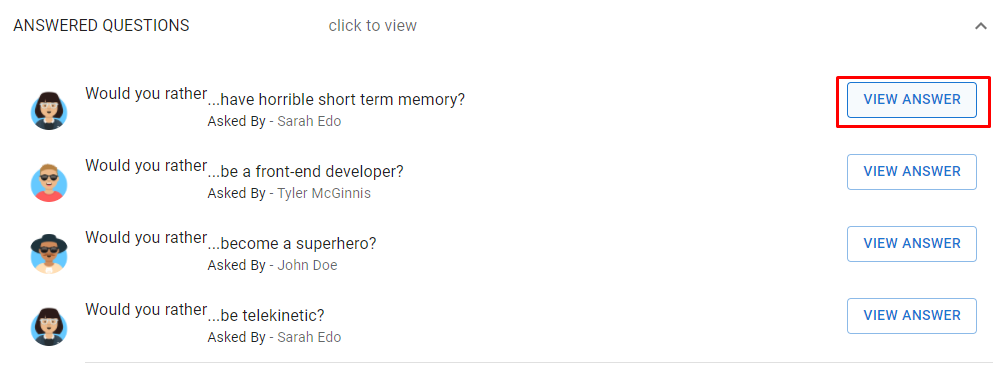 ANSWERED QUESTIONS click to view
Would you rather ...have horrible short term memory?
Asked By - Sarah Edo
VIEW ANSWER
Would you rather ...be a front-end developer?
Asked By - Tyler McGinnis
VIEW ANSWER
Would you rather ...become a superhero?
Asked By - John Doe
VIEW ANSWER
Would you rather ...be telekinetic?
Asked By - Sarah Edo
VIEW ANSWER